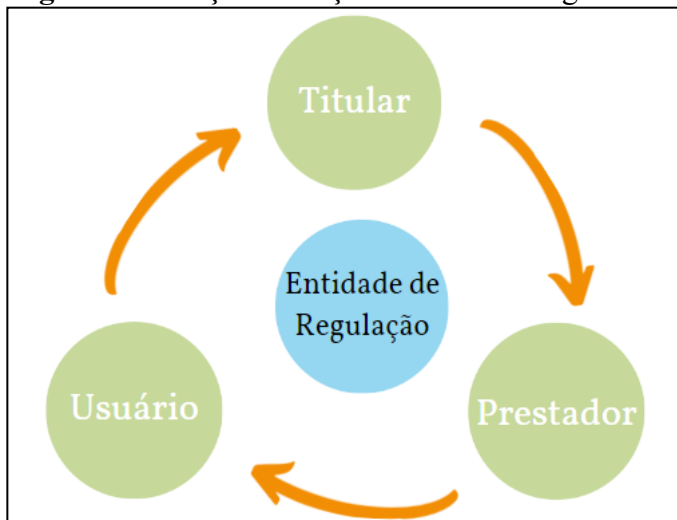 Titular
Entidade de
Regulação
Usuário
Prestador